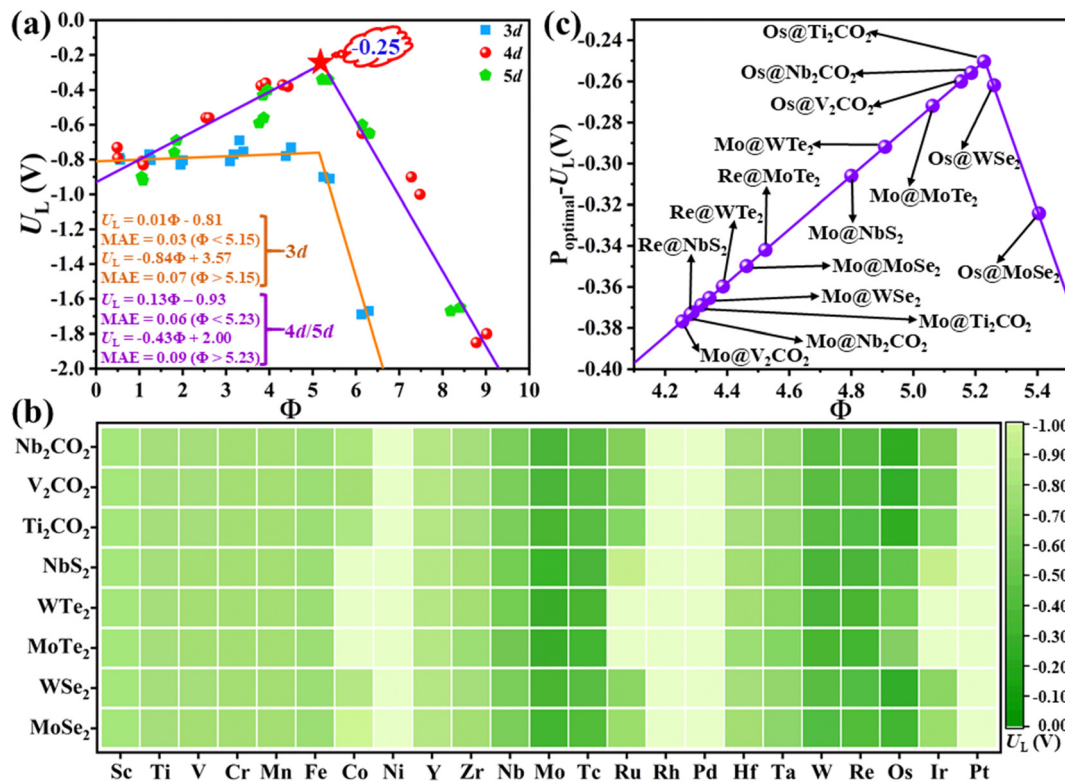 (a)
-0.25
3d
4d
5d
0.0
-0.2
-0.4
-0.6
-0.8
-1.0
-1.2
-1.4
-1.6
-1.8
-2.0
U_L (V)
U_L = 0.01Φ - 0.81
MAE = 0.03 (Φ < 5.15)
U_L = -0.84Φ + 3.57
MAE = 0.07 (Φ > 5.15)
3d
U_L = 0.13Φ – 0.93
MAE = 0.06 (Φ < 5.23)
U_L = -0.43Φ + 2.00
MAE = 0.09 (Φ > 5.23)
4d/5d
0 1 2 3 4 5 6 7 8 9 10
Φ
(c)
-0.24
-0.26
-0.28
-0.30
-0.32
-0.34
-0.36
-0.38
-0.40
P_optimal-U_L (V)
Os@Ti₂CO₂
Os@Nb₂CO₂
Os@V₂CO₂
Mo@WTe₂
Re@MoTe₂
Re@WTe₂
Re@NbS₂
Os@WSe₂
Mo@MoTe₂
Mo@NbS₂
Os@MoSe₂
Mo@MoSe₂
Mo@WSe₂
Mo@Ti₂CO₂
Mo@Nb₂CO₂
Mo@V₂CO₂
4.2 4.4 4.6 4.8 5.0 5.2 5.4
Φ
(b)
Nb₂CO₂
V₂CO₂
Ti₂CO₂
NbS₂
WTe₂
MoTe₂
WSe₂
MoSe₂
Sc Ti V Cr Mn Fe Co Ni Y Zr Nb Mo Tc Ru Rh Pd Hf Ta W Re Os Ir Pt
-1.00
-0.90
-0.80
-0.70
-0.60
-0.50
-0.40
-0.30
-0.20
-0.10
0.00
U_L (V)